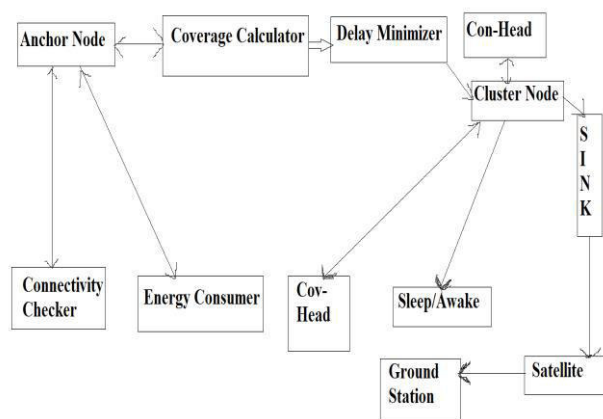 Anchor Node
Coverage Calculator
Delay Minimizer
Con-Head
Cluster Node
S
I
N
K
Connectivity
Checker
Energy Consumer
Cov-
Head
Sleep/Awake
Ground
Station
Satellite